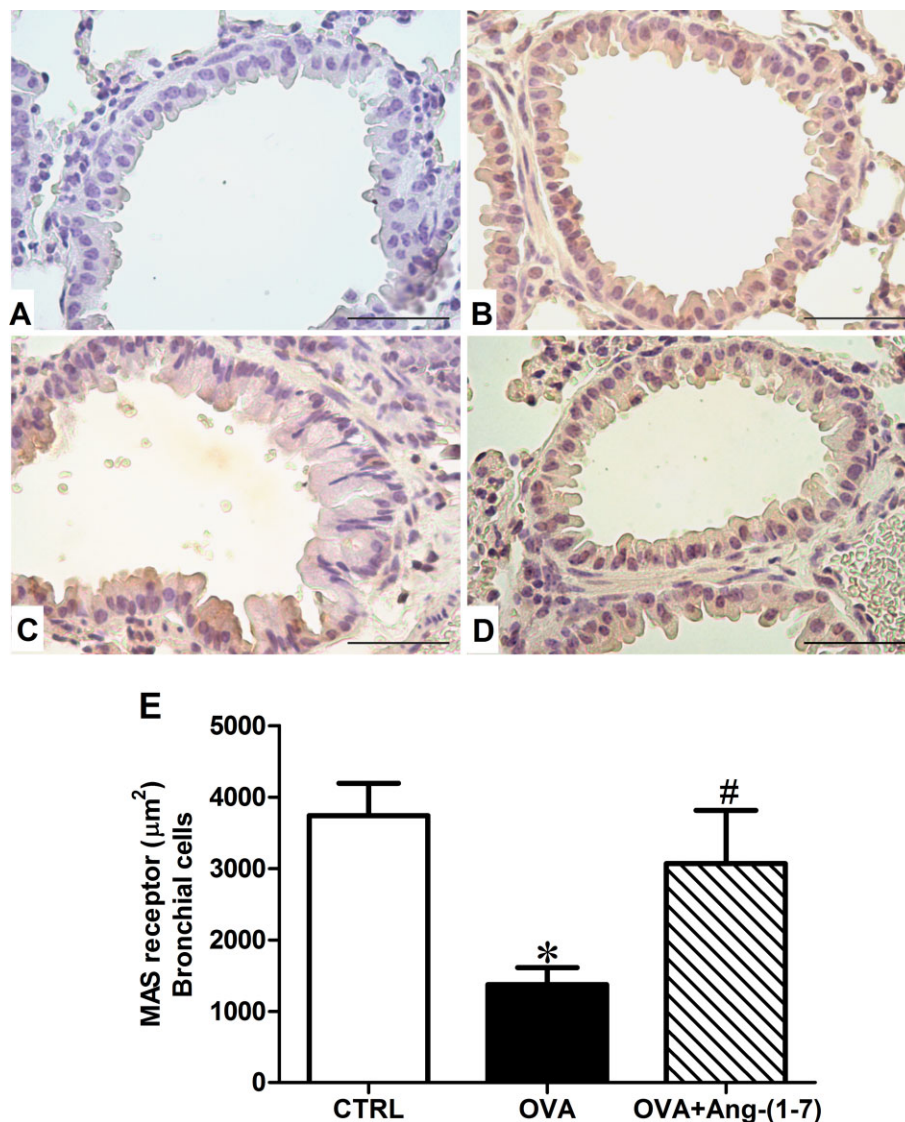 A
B
C
D
E
MAS receptor (μm²)
Bronchial cells
5000
4000
3000
2000
1000
0
*
#
CTRL
OVA
OVA+Ang-(1-7)